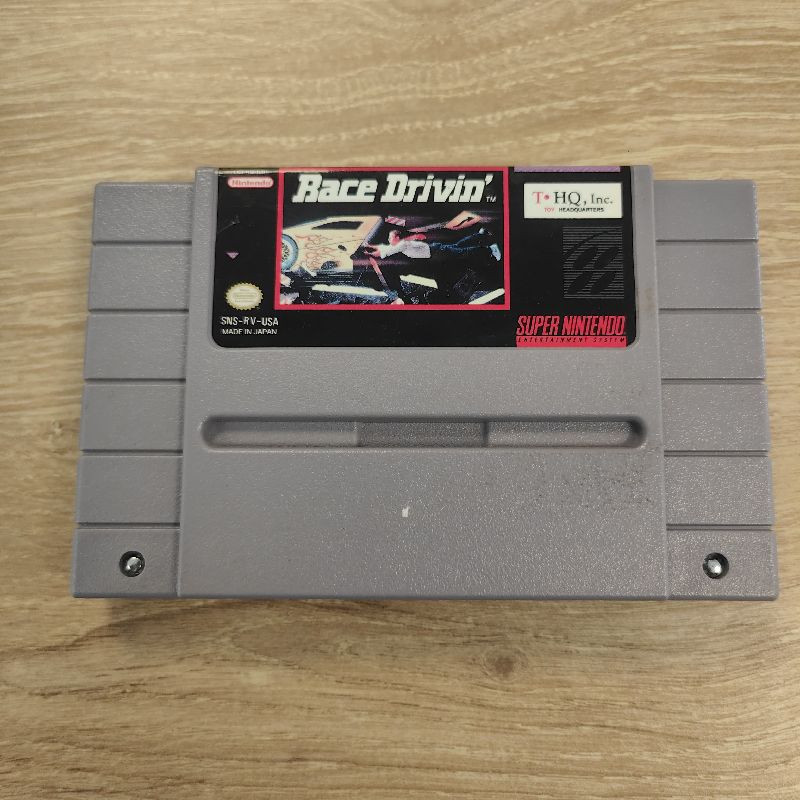 Nintendo
Race Drivin'™
T•HQ, Inc.
TOY HEADQUARTERS
SNS-RV-USA
MADE IN JAPAN
SUPER NINTENDO
ENTERTAINMENT SYSTEM